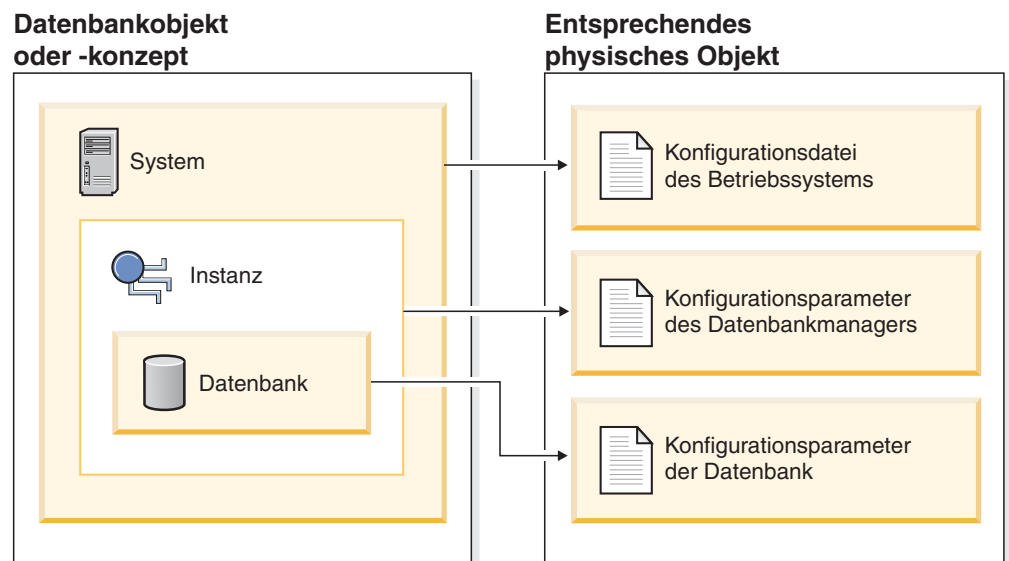 Datenbankobjekt
oder -konzept
System
Instanz
Datenbank
Entsprechendes
physisches Objekt
Konfigurationsdatei
des Betriebssystems
Konfigurationsparameter
des Datenbankmanagers
Konfigurationsparameter
der Datenbank